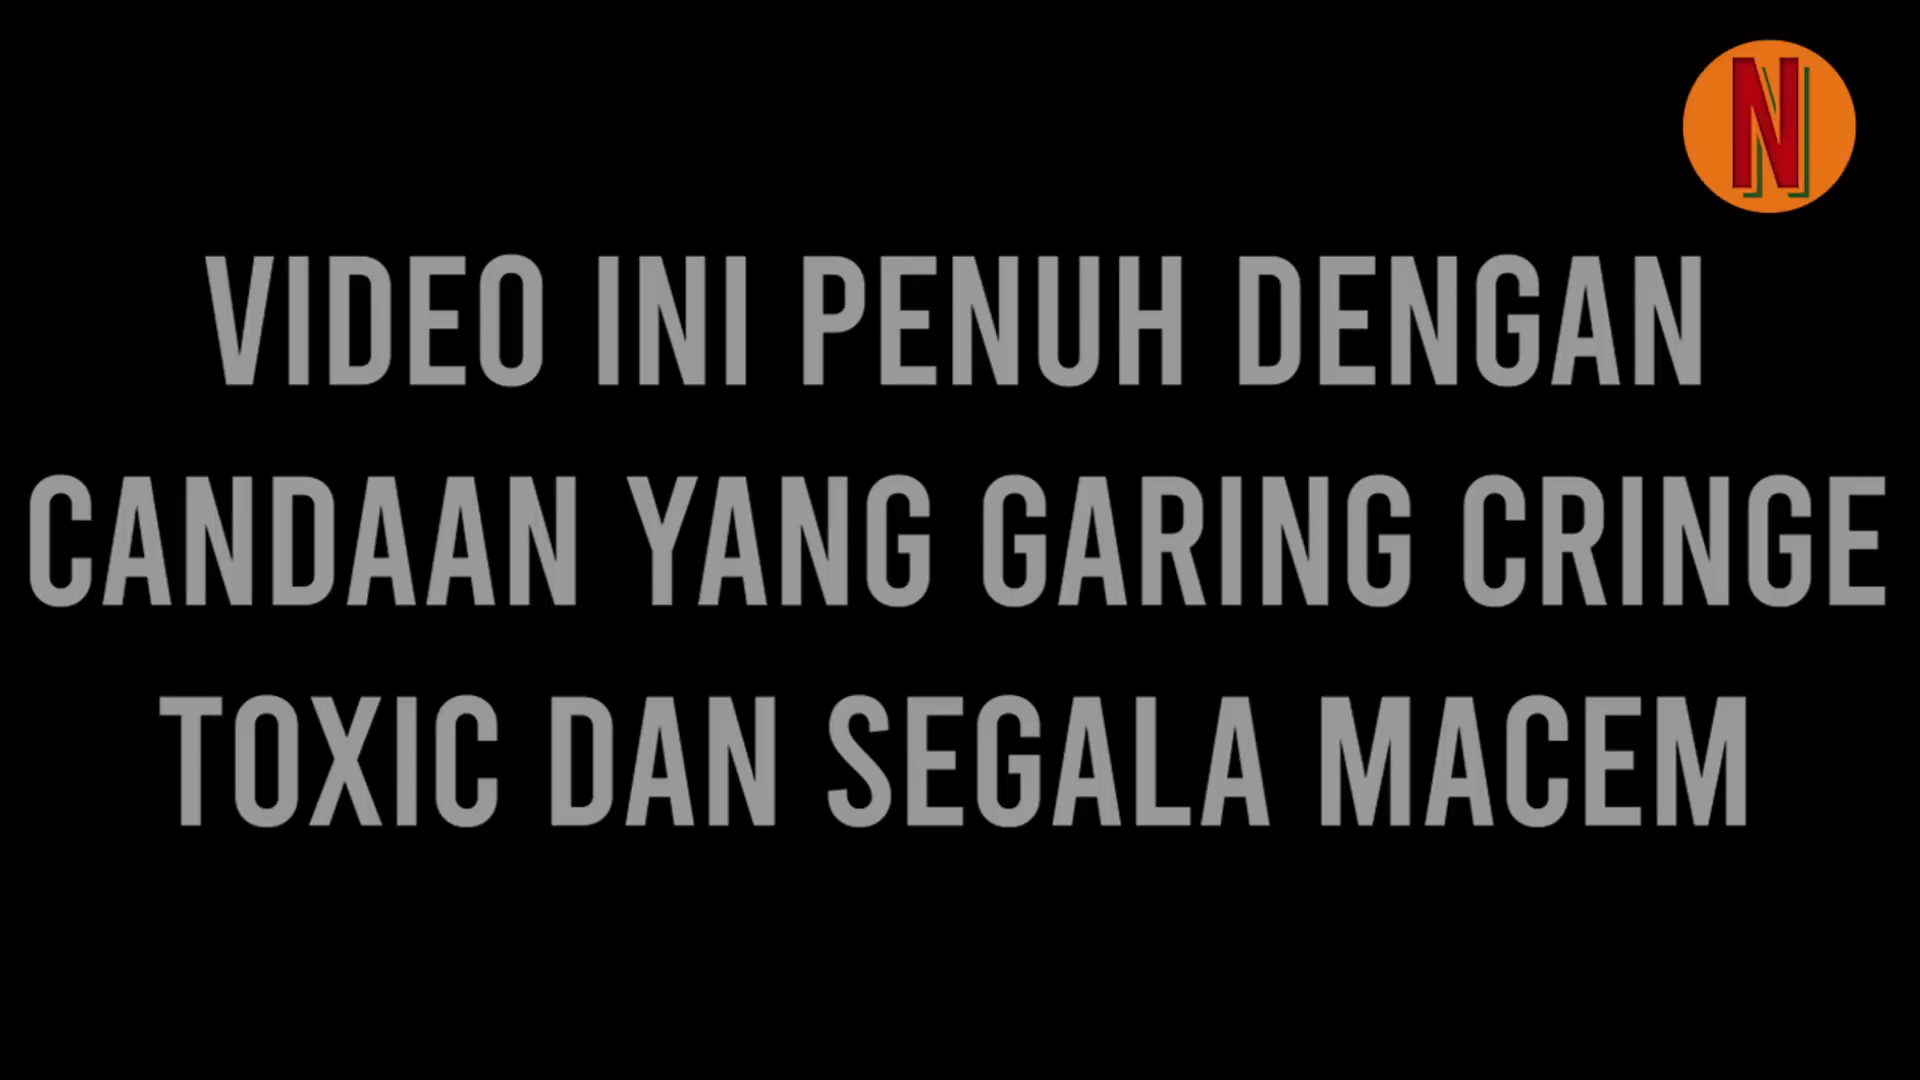 N
VIDEO INI PENUH DENGAN
CANDAAN YANG GARING CRINGE
TOXIC DAN SEGALA MACEM